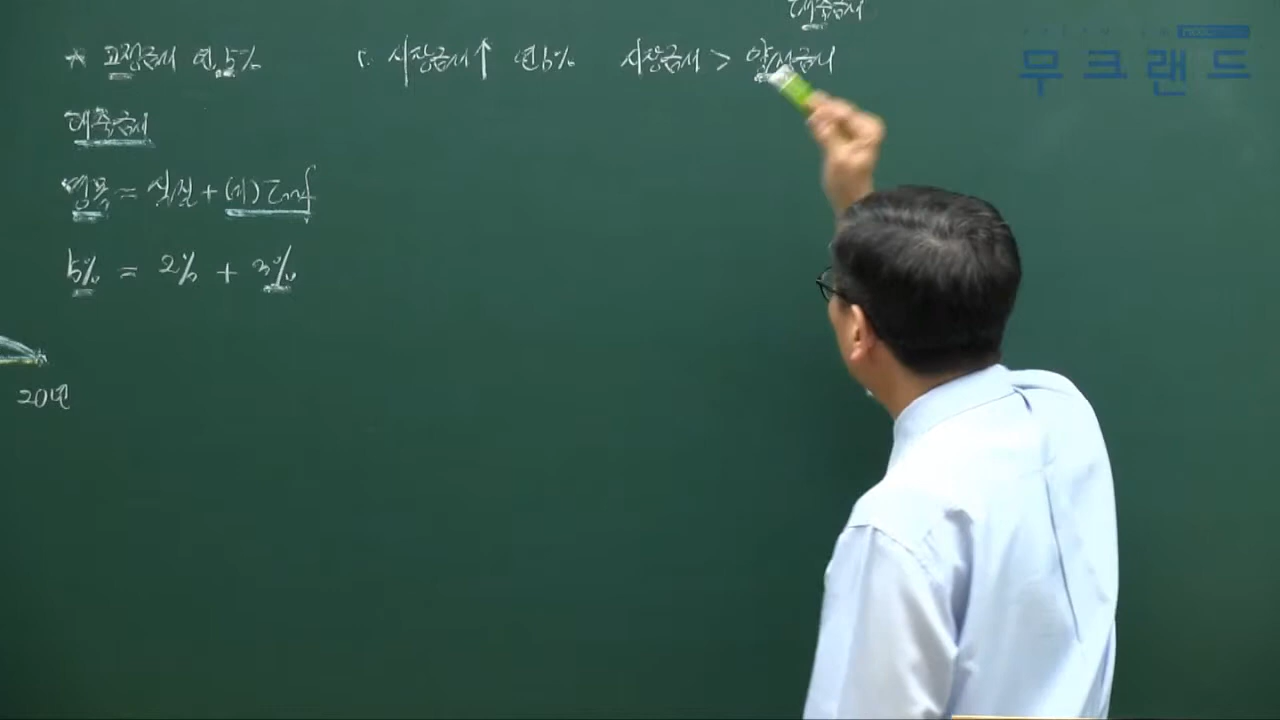 대출금리
* 고정금리 연 5%
1. 시장금리↑ 연 6% 시장금리 > 약정금리
무크랜드
대출금리
명목 = 실질 + (예) Inf
5% = 2% + 3%
20년